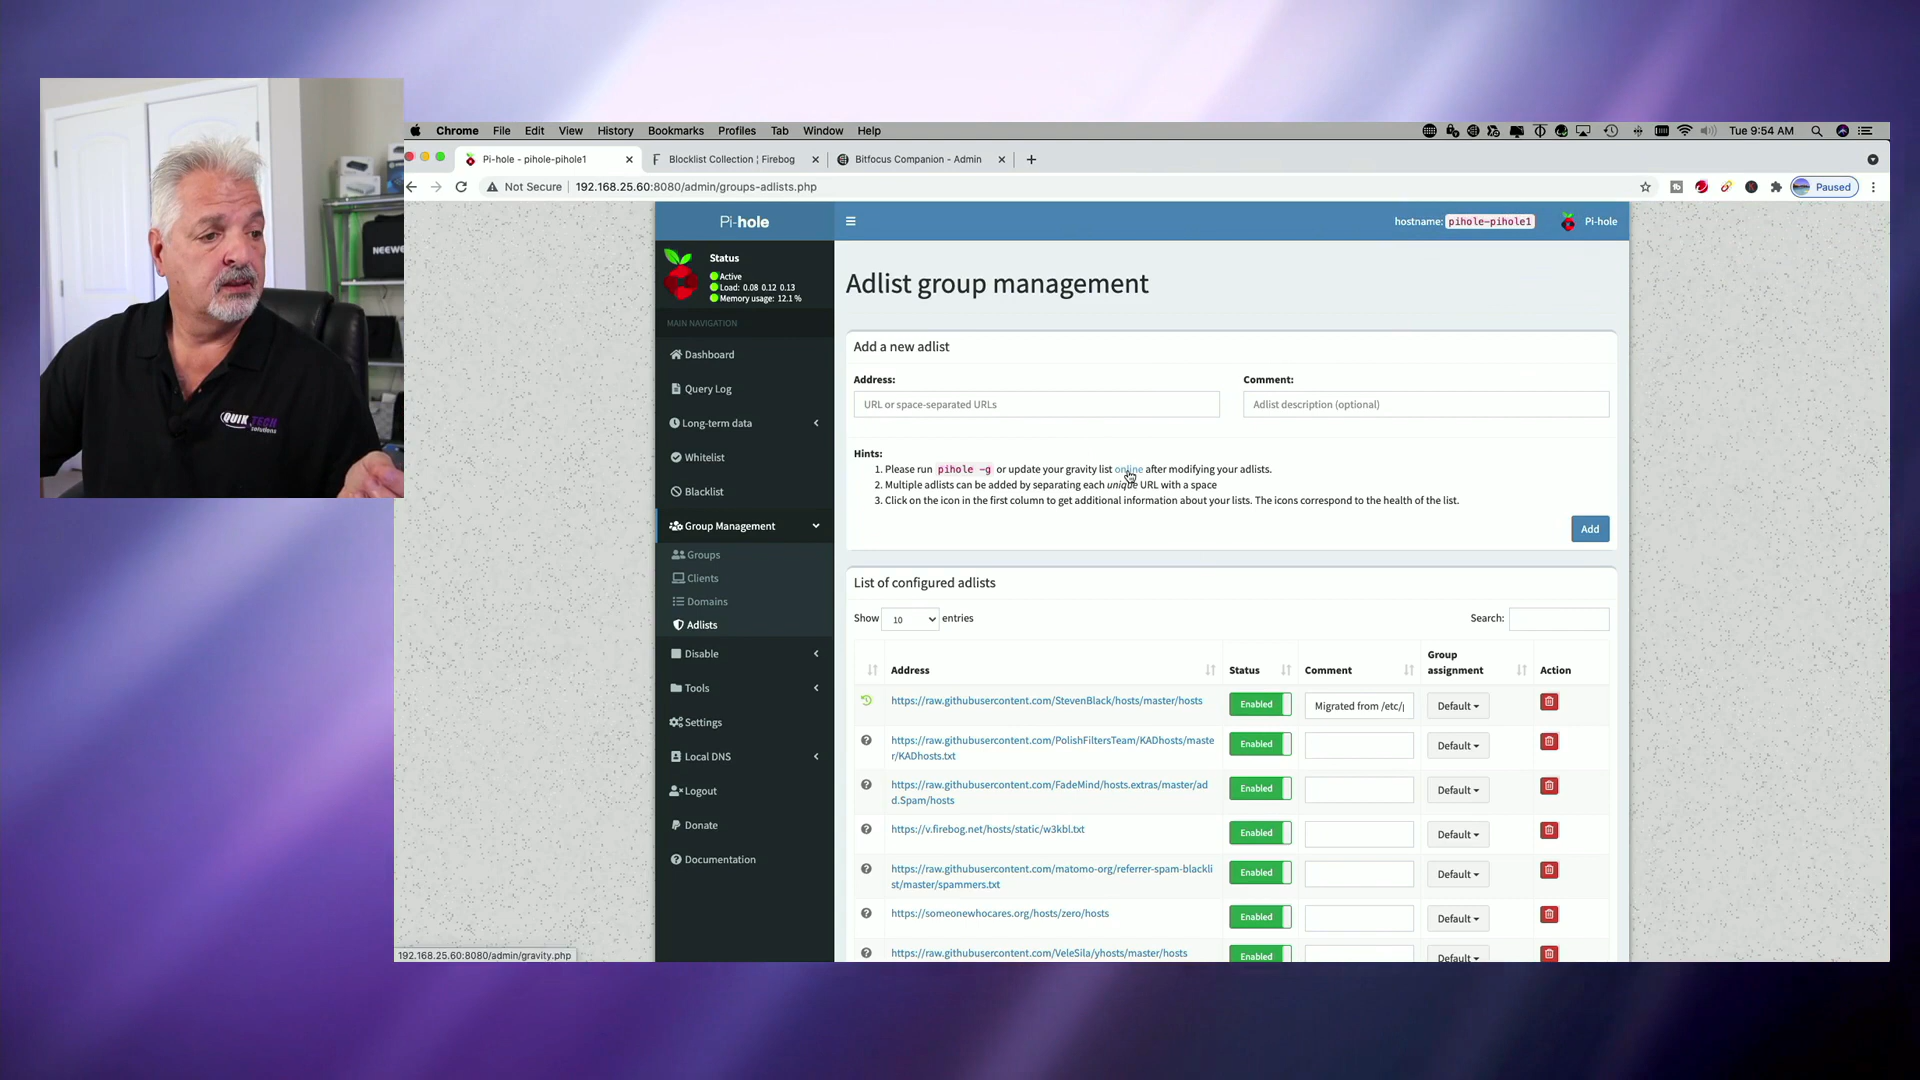 NEEWER
QUIK TECH
solutions
Chrome File Edit View History Bookmarks Profiles Tab Window Help
Tue 9:54 AM
Pi-hole - pihole-pihole1
Blocklist Collection ¦ Firebog
Bitfocus Companion - Admin
Not Secure 192.168.25.60:8080/admin/groups-adlists.php
Paused
Pi-hole
hostname: pihole-pihole1 Pi-hole
Status
Active
Load: 0.08 0.12 0.13
Memory usage: 12.1 %
MAIN NAVIGATION
Dashboard
Query Log
Long-term data
Whitelist
Blacklist
Group Management
Groups
Clients
Domains
Adlists
Disable
Tools
Settings
Local DNS
Logout
Donate
Documentation
Adlist group management
Add a new adlist
Address: Comment:
URL or space-separated URLs Adlist description (optional)
Hints:
1. Please run pihole -g or update your gravity list online after modifying your adlists.
2. Multiple adlists can be added by separating each unique URL with a space
3. Click on the icon in the first column to get additional information about your lists. The icons correspond to the health of the list.
Add
List of configured adlists
Show 10 entries Search:
Address Status Comment Group assignment Action
https://raw.githubusercontent.com/StevenBlack/hosts/master/hosts Enabled Migrated from /etc/p Default
https://raw.githubusercontent.com/PolishFiltersTeam/KADhosts/maste
r/KADhosts.txt Enabled Default
https://raw.githubusercontent.com/FadeMind/hosts.extras/master/ad
d.Spam/hosts Enabled Default
https://v.firebog.net/hosts/static/w3kbl.txt Enabled Default
https://raw.githubusercontent.com/matomo-org/referrer-spam-blackli
st/master/spammers.txt Enabled Default
https://someonewhocares.org/hosts/zero/hosts Enabled Default
https://raw.githubusercontent.com/VeleSila/yhosts/master/hosts Enabled Default
192.168.25.60:8080/admin/gravity.php